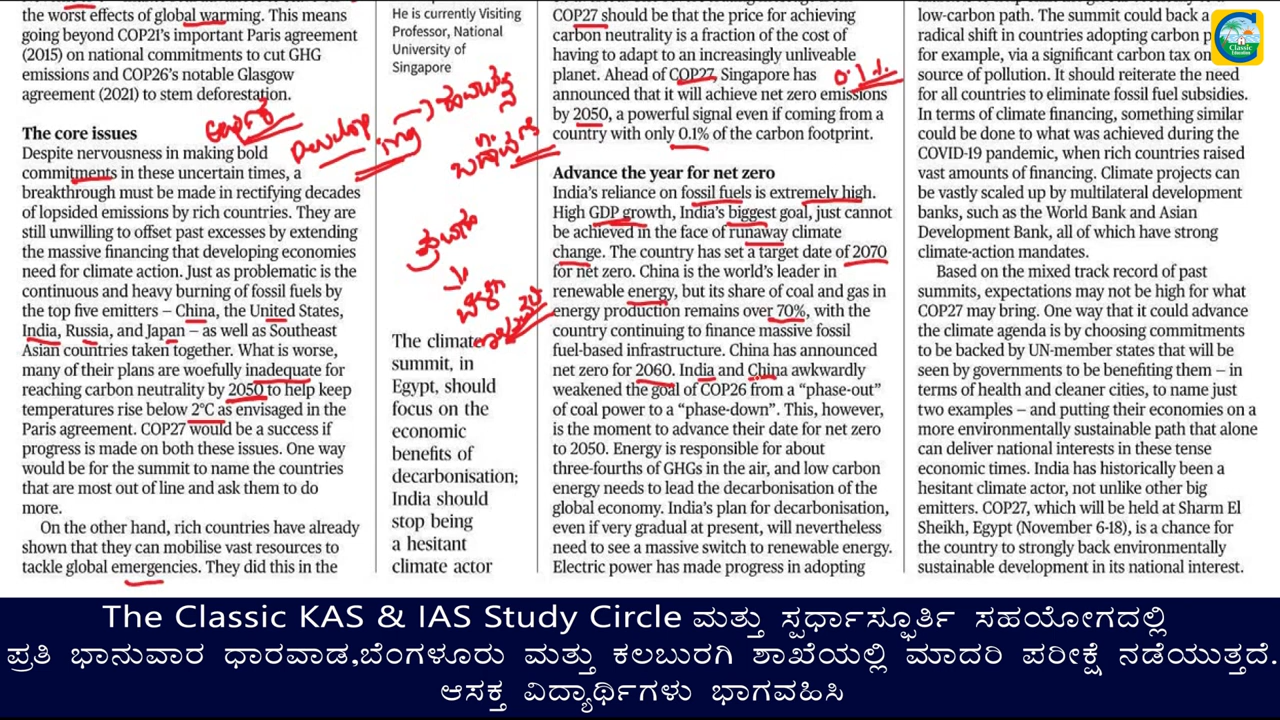 the worst effects of global warming. This means
going beyond COP21's important Paris agreement
(2015) on national commitments to cut GHG
emissions and COP26's notable Glasgow
agreement (2021) to stem deforestation.
The core issues
Despite nervousness in making bold
commitments in these uncertain times, a
breakthrough must be made in rectifying decades
of lopsided emissions by rich countries. They are
still unwilling to offset past excesses by extending
the massive financing that developing economies
need for climate action. Just as problematic is the
continuous and heavy burning of fossil fuels by
the top five emitters – China, the United States,
India, Russia, and Japan – as well as Southeast
Asian countries taken together. What is worse,
many of their plans are woefully inadequate for
reaching carbon neutrality by 2050 to help keep
temperatures rise below 2°C as envisaged in the
Paris agreement. COP27 would be a success if
progress is made on both these issues. One way
would be for the summit to name the countries
that are most out of line and ask them to do
more.
On the other hand, rich countries have already
shown that they can mobilise vast resources to
tackle global emergencies. They did this in the
He is currently Visiting
Professor, National
University of
Singapore
Develop
ing
The climate
summit, in
Egypt, should
focus on the
economic
benefits of
decarbonisation;
India should
stop being
a hesitant
climate actor
COP27 should be that the price for achieving
carbon neutrality is a fraction of the cost of
having to adapt to an increasingly unliveable
planet. Ahead of COP27, Singapore has
0.1%
announced that it will achieve net zero emissions
by 2050, a powerful signal even if coming from a
country with only 0.1% of the carbon footprint.
Advance the year for net zero
India's reliance on fossil fuels is extremely high.
High GDP growth, India's biggest goal, just cannot
be achieved in the face of runaway climate
change. The country has set a target date of 2070
for net zero. China is the world's leader in
renewable energy, but its share of coal and gas in
energy production remains over 70%, with the
country continuing to finance massive fossil
fuel-based infrastructure. China has announced
net zero for 2060. India and China awkwardly
weakened the goal of COP26 from a “phase-out”
of coal power to a “phase-down”. This, however,
is the moment to advance their date for net zero
to 2050. Energy is responsible for about
three-fourths of GHGs in the air, and low carbon
energy needs to lead the decarbonisation of the
global economy. India's plan for decarbonisation,
even if very gradual at present, will nevertheless
need to see a massive switch to renewable energy.
Electric power has made progress in adopting
low-carbon path. The summit could back a
radical shift in countries adopting carbon
for example, via a significant carbon tax on
source of pollution. It should reiterate the need
for all countries to eliminate fossil fuel subsidies.
In terms of climate financing, something similar
could be done to what was achieved during the
COVID-19 pandemic, when rich countries raised
vast amounts of financing. Climate projects can
be vastly scaled up by multilateral development
banks, such as the World Bank and Asian
Development Bank, all of which have strong
climate-action mandates.
Based on the mixed track record of past
summits, expectations may not be high for what
COP27 may bring. One way that it could advance
the climate agenda is by choosing commitments
to be backed by UN-member states that will be
seen by governments to be benefiting them – in
terms of health and cleaner cities, to name just
two examples – and putting their economies on a
more environmentally sustainable path that alone
can deliver national interests in these tense
economic times. India has historically been a
hesitant climate actor, not unlike other big
emitters. COP27, which will be held at Sharm El
Sheikh, Egypt (November 6-18), is a chance for
the country to strongly back environmentally
sustainable development in its national interest.
Classic
Education
The Classic KAS & IAS Study Circle ಮತ್ತು ಸ್ಪರ್ಧಾಸ್ಫೂರ್ತಿ ಸಹಯೋಗದಲ್ಲಿ
ಪ್ರತಿ ಭಾನುವಾರ ಧಾರವಾಡ,ಬೆಂಗಳೂರು ಮತ್ತು ಕಲಬುರಗಿ ಶಾಖೆಯಲ್ಲಿ ಮಾದರಿ ಪರೀಕ್ಷೆ ನಡೆಯುತ್ತದೆ.
ಆಸಕ್ತ ವಿದ್ಯಾರ್ಥಿಗಳು ಭಾಗವಹಿಸಿ